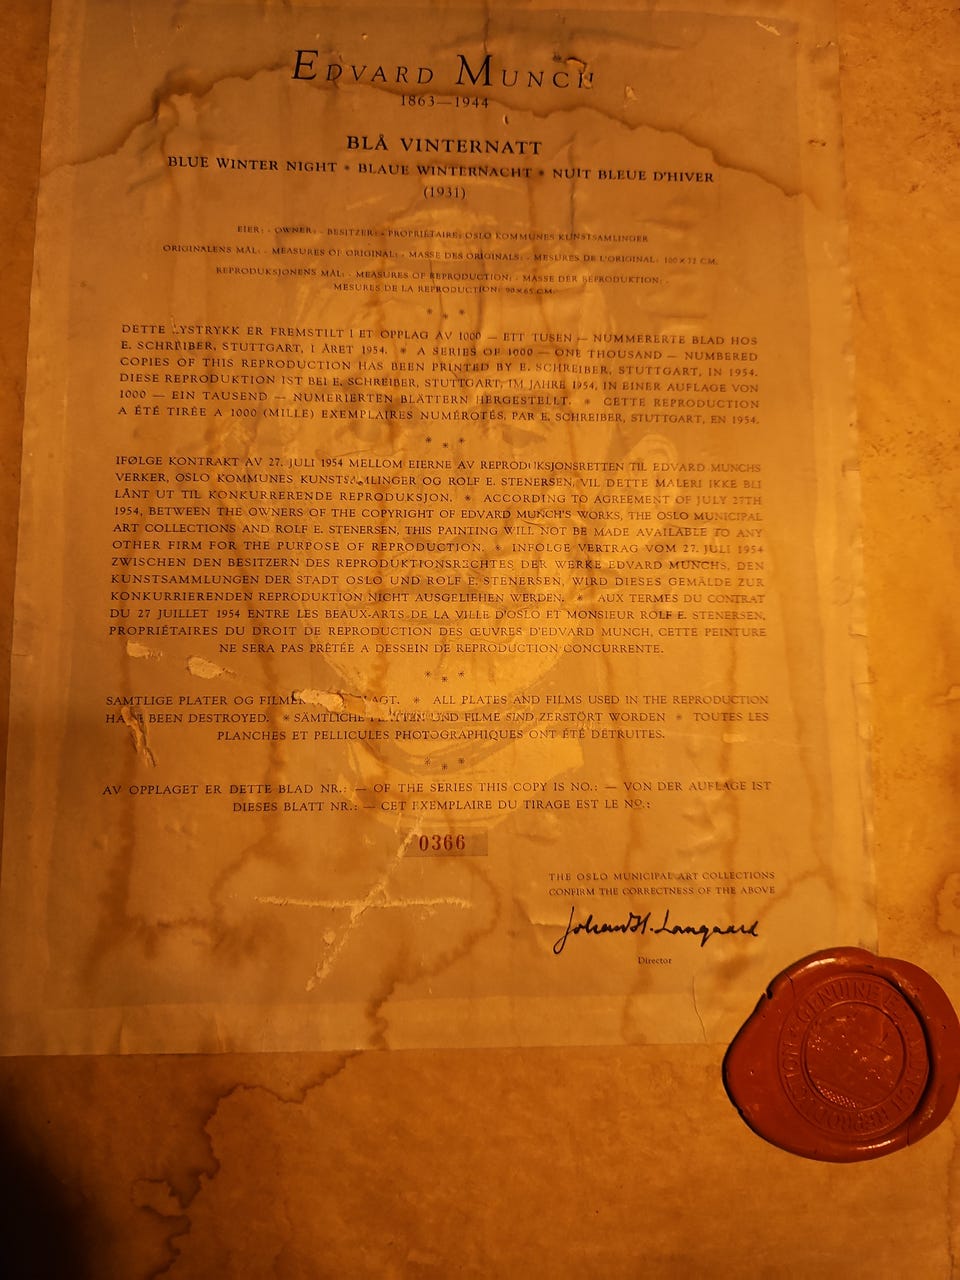 EDVARD MUNCH
1863—1944
BLÅ VINTERNATT
BLUE WINTER NIGHT * BLAUE WINTERNACHT * NUIT BLEUE D'HIVER
(1931)
EIER: - OWNER: - BESITZER: - PROPRIÉTAIRE: OSLO KOMMUNES KUNSTSAMLINGER
ORIGINALENS MÅL: - MEASURES OF ORIGINAL: - MASSE DES ORIGINALS: - MESURES DE L'ORIGINAL: 100 × 72 CM.
REPRODUKSJONENS MÅL: - MEASURES OF REPRODUCTION: - MASSE DER REPRODUKTION: -
MESURES DE LA REPRODUCTION: 90×65 CM.
* * *
DETTE LYSTRYKK ER FREMSTILT I ET OPPLAG AV 1000 — ETT TUSEN — NUMMERERTE BLAD HOS
E. SCHREIBER, STUTTGART, I ÅRET 1954. * A SERIES OF 1000 — ONE THOUSAND — NUMBERED
COPIES OF THIS REPRODUCTION HAS BEEN PRINTED BY E. SCHREIBER, STUTTGART, IN 1954.
DIESE REPRODUKTION IST BEI E. SCHREIBER, STUTTGART, IM JAHRE 1954, IN EINER AUFLAGE VON
1000 — EIN TAUSEND — NUMERIERTEN BLÄTTERN HERGESTELLT. * CETTE REPRODUCTION
A ÉTÉ TIRÉE A 1000 (MILLE) EXEMPLAIRES NUMÉROTÉS, PAR E. SCHREIBER, STUTTGART, EN 1954.
* * *
IFØLGE KONTRAKT AV 27. JULI 1954 MELLOM EIERNE AV REPRODUKSJONSRETTEN TIL EDVARD MUNCHS
VERKER, OSLO KOMMUNES KUNSTSAMLINGER OG ROLF E. STENERSEN, VIL DETTE MALERI IKKE BLI
LÅNT UT TIL KONKURRERENDE REPRODUKSJON. * ACCORDING TO AGREEMENT OF JULY 27TH
1954, BETWEEN THE OWNERS OF THE COPYRIGHT OF EDVARD MUNCH'S WORKS, THE OSLO MUNICIPAL
ART COLLECTIONS AND ROLF E. STENERSEN, THIS PAINTING WILL NOT BE MADE AVAILABLE TO ANY
OTHER FIRM FOR THE PURPOSE OF REPRODUCTION. * INFOLGE VERTRAG VOM 27. JULI 1954
ZWISCHEN DEN BESITZERN DES REPRODUKTIONSRECHTES DER WERKE EDVARD MUNCHS, DEN
KUNSTSAMMLUNGEN DER STADT OSLO UND ROLF E. STENERSEN, WIRD DIESES GEMÄLDE ZUR
KONKURRIERENDEN REPRODUKTION NICHT AUSGELIEHEN WERDEN. * AUX TERMES DU CONTRAT
DU 27 JUILLET 1954 ENTRE LES BEAUX-ARTS DE LA VILLE D'OSLO ET MONSIEUR ROLF E. STENERSEN,
PROPRIÉTAIRES DU DROIT DE REPRODUCTION DES ŒUVRES D'EDVARD MUNCH, CETTE PEINTURE
NE SERA PAS PRÊTÉE A DESSEIN DE REPRODUCTION CONCURRENTE.
* * *
SAMTLIGE PLATER OG FILMER * ALL PLATES AND FILMS USED IN THE REPRODUCTION
HAVE BEEN DESTROYED. * SÄMTLICHE PLATTEN UND FILME SIND ZERSTÖRT WORDEN * TOUTES LES
PLANCHES ET PELLICULES PHOTOGRAPHIQUES ONT ÉTÉ DÉTRUITES.
* * *
AV OPPLAGET ER DETTE BLAD NR.: — OF THE SERIES THIS COPY IS NO.: — VON DER AUFLAGE IST
DIESES BLATT NR.: — CET EXEMPLAIRE DU TIRAGE EST LE NO.:
0366
THE OSLO MUNICIPAL ART COLLECTIONS
CONFIRM THE CORRECTNESS OF THE ABOVE
Johan H. Langaard
Director
GENUINE EDV. MUNCH REPRODUCTION